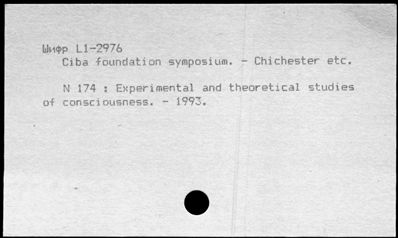 Шифр L1-2976
Ciba foundation symposium. - Chichester etc.
N 174 : Experimental and theoretical studies
of consciousness. - 1993.